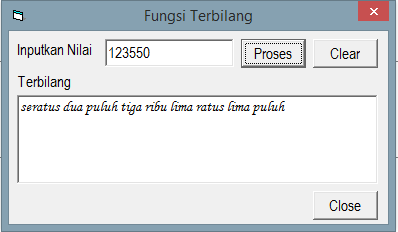 Fungsi Terbilang
Inputkan Nilai 123550 Proses Clear
Terbilang
seratus dua puluh tiga ribu lima ratus lima puluh
Close